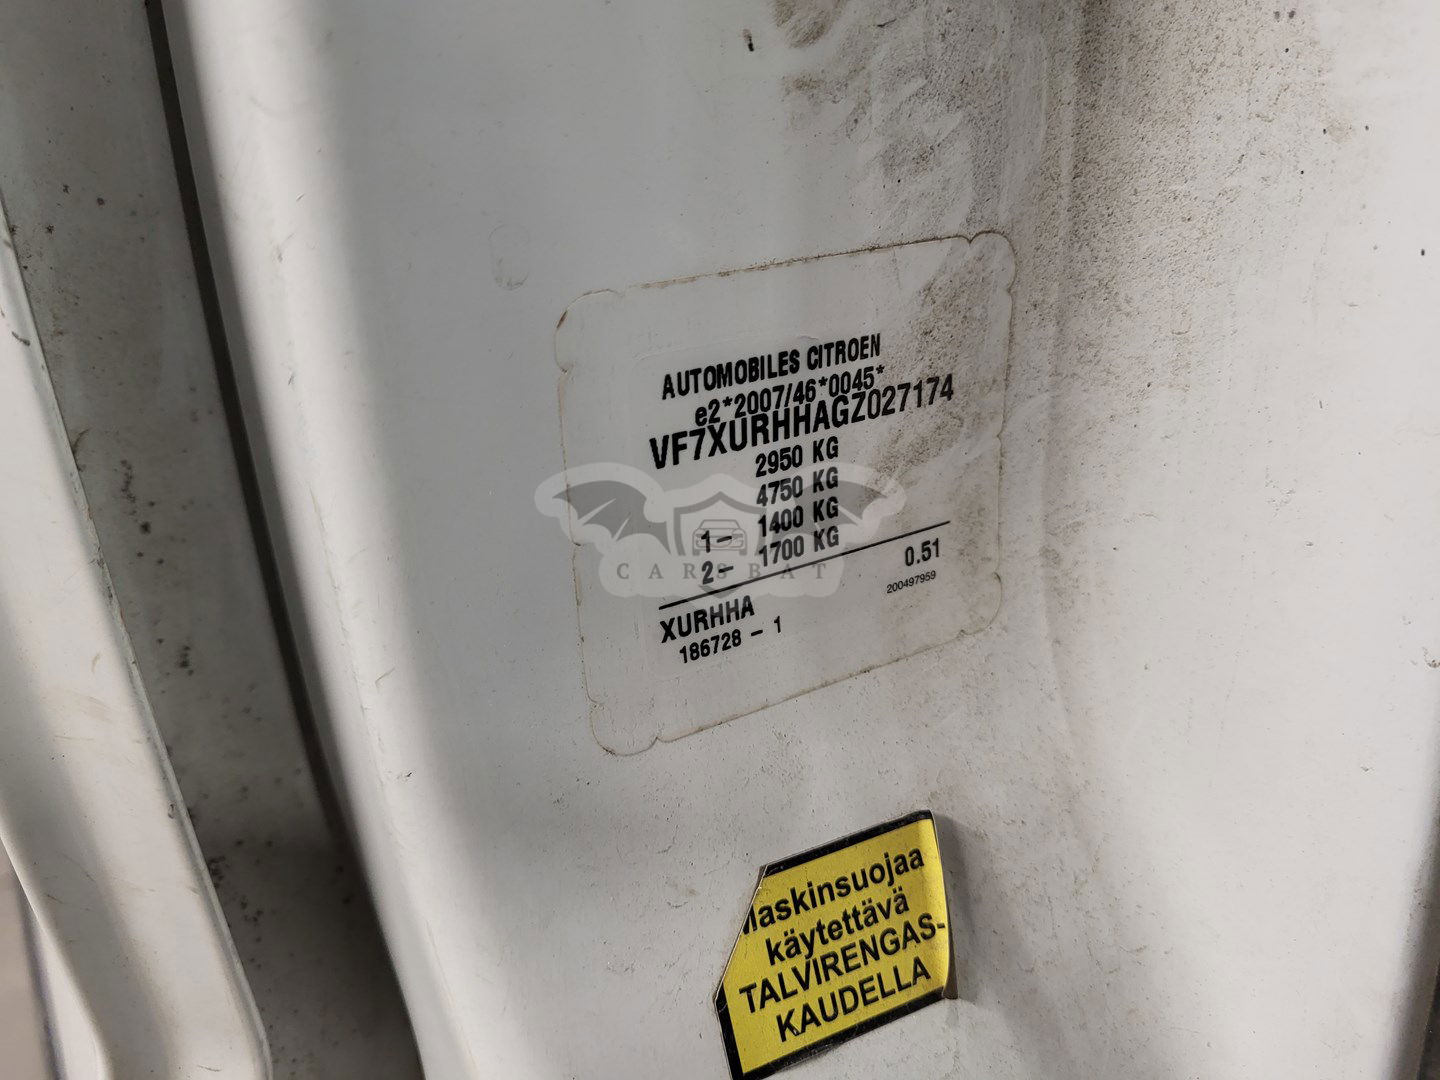 AUTOMOBILES CITROEN
e2*2007/46*0045*
VF7XURHHAGZ027174
2950 KG
4750 KG
1- 1400 KG
2- 1700 KG
0.51
200497959
XURHHA
186728 - 1
CARSBAT
käytettävä
TALVIRENGAS-
KAUDELLA